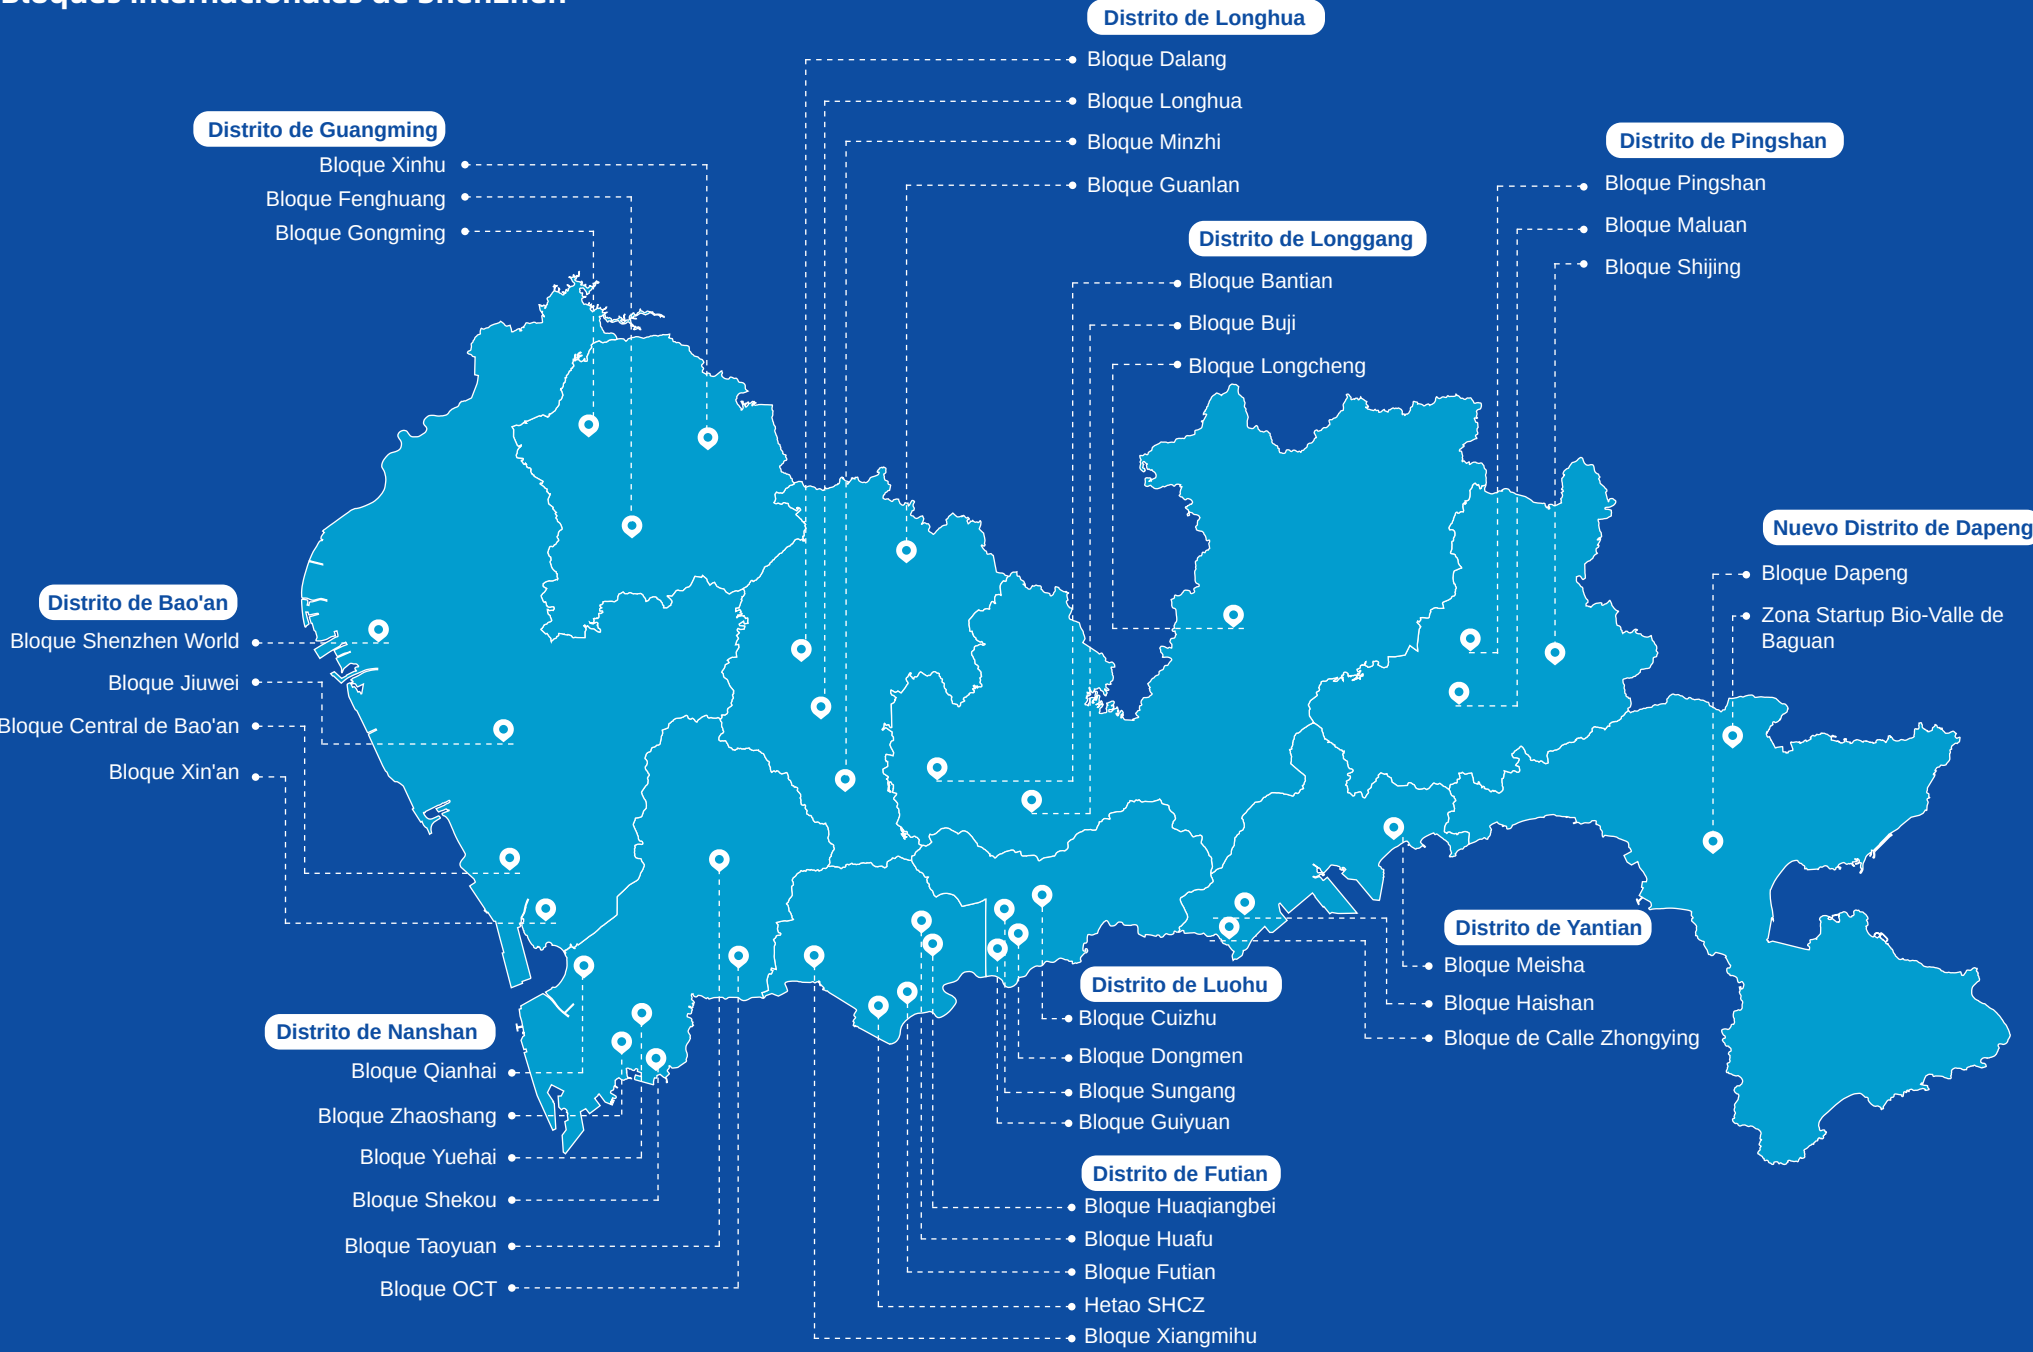 Bloques internacionales de Shenzhen
Distrito de Longhua
Bloque Dalang
Bloque Longhua
Bloque Minzhi
Bloque Guanlan
Distrito de Guangming
Bloque Xinhu
Bloque Fenghuang
Bloque Gongming
Distrito de Pingshan
Bloque Pingshan
Bloque Maluan
Bloque Shijing
Distrito de Longgang
Bloque Bantian
Bloque Buji
Bloque Longcheng
Nuevo Distrito de Dapeng
Bloque Dapeng
Zona Startup Bio-Valle de
Baguan
Distrito de Bao'an
Bloque Shenzhen World
Bloque Jiuwei
Bloque Central de Bao'an
Bloque Xin'an
Distrito de Yantian
Bloque Meisha
Bloque Haishan
Bloque de Calle Zhongying
Distrito de Luohu
Bloque Cuizhu
Bloque Dongmen
Bloque Sungang
Bloque Guiyuan
Distrito de Nanshan
Bloque Qianhai
Bloque Zhaoshang
Bloque Yuehai
Bloque Shekou
Bloque Taoyuan
Bloque OCT
Distrito de Futian
Bloque Huaqiangbei
Bloque Huafu
Bloque Futian
Hetao SHCZ
Bloque Xiangmihu